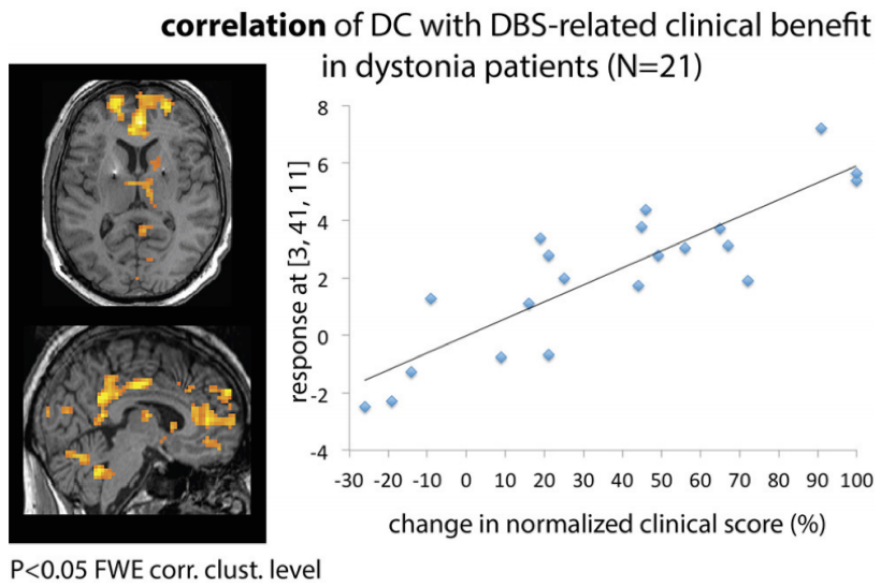 correlation of DC with DBS-related clinical benefit
in dystonia patients (N=21)
response at [3, 41, 11]
8
6
4
2
0
-2
-4
-30 -20 -10 0 10 20 30 40 50 60 70 80 90 100
change in normalized clinical score (%)
P<0.05 FWE corr. clust. level